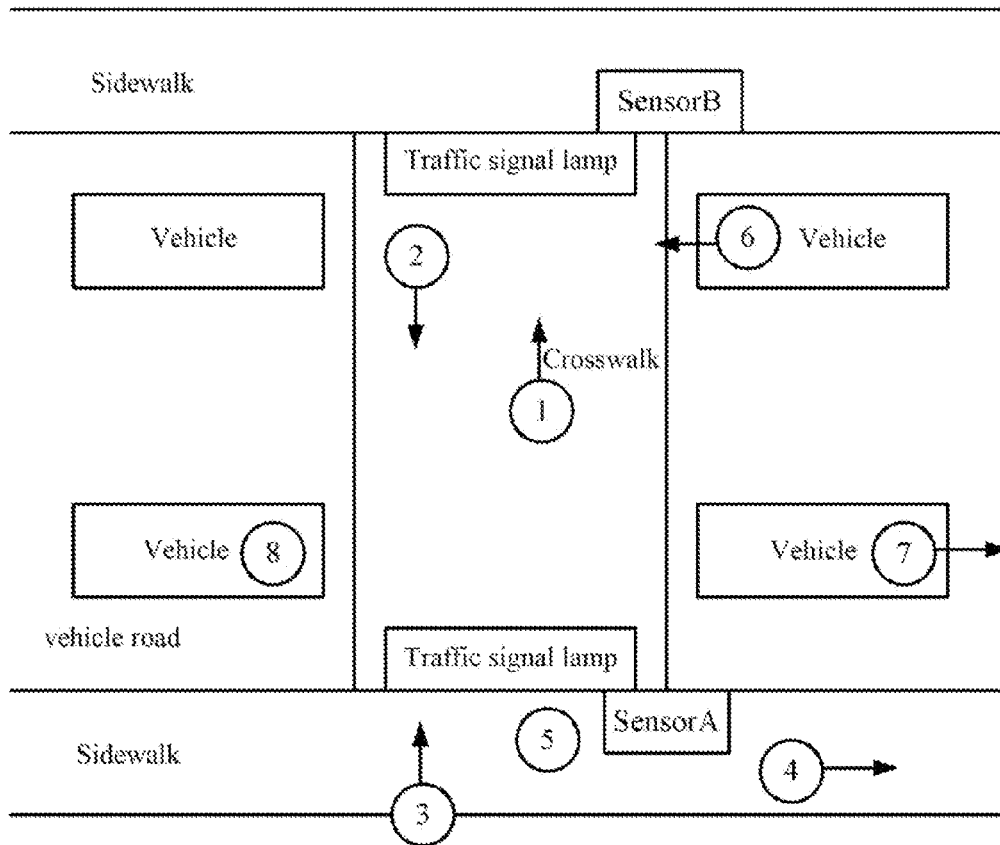 Sidewalk
SensorB
Traffic signal lamp
Vehicle
2
6
Vehicle
Crosswalk
1
Vehicle
8
Vehicle
7
vehicle road
Traffic signal lamp
SensorA
5
Sidewalk
4
3